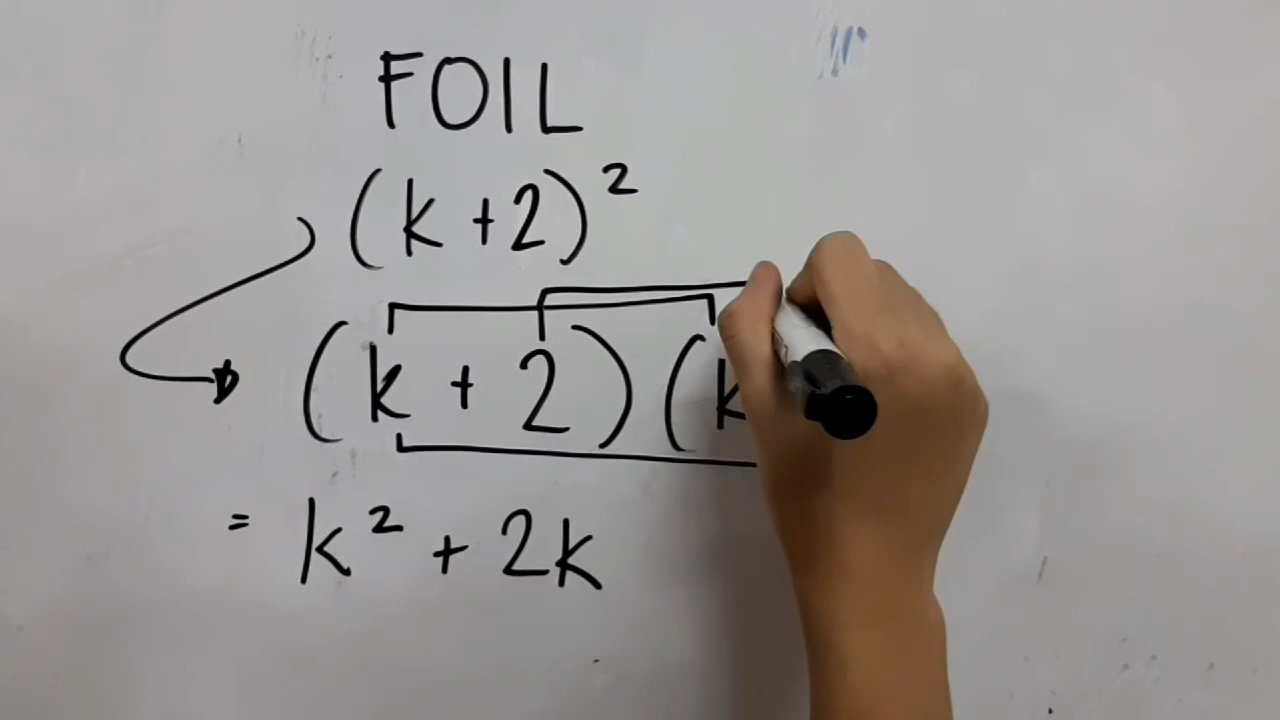 FOIL
(k+2)²
(k + 2)(k
= k² + 2k